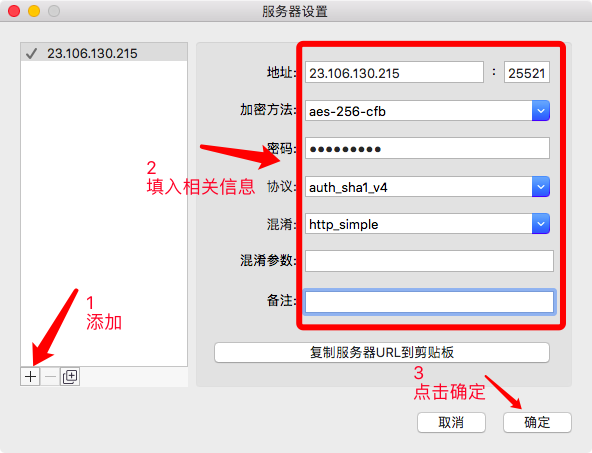 服务器设置
23.106.130.215
地址: 23.106.130.215 : 25521
加密方法: aes-256-cfb
密码: ●●●●●●●●●
2
填入相关信息
协议: auth_sha1_v4
混淆: http_simple
混淆参数:
备注:
1
添加
复制服务器URL到剪贴板
3
点击确定
取消 确定